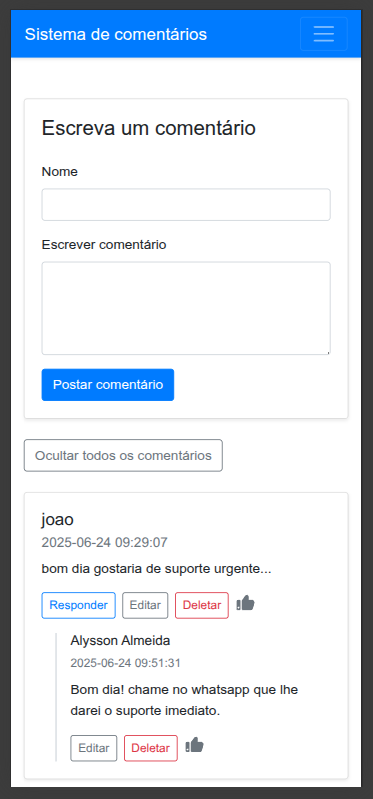 Sistema de comentários
Escreva um comentário
Nome
Escrever comentário
Postar comentário
Ocultar todos os comentários
joao
2025-06-24 09:29:07
bom dia gostaria de suporte urgente...
Responder Editar Deletar
Alysson Almeida
2025-06-24 09:51:31
Bom dia! chame no whatsapp que lhe
darei o suporte imediato.
Editar Deletar